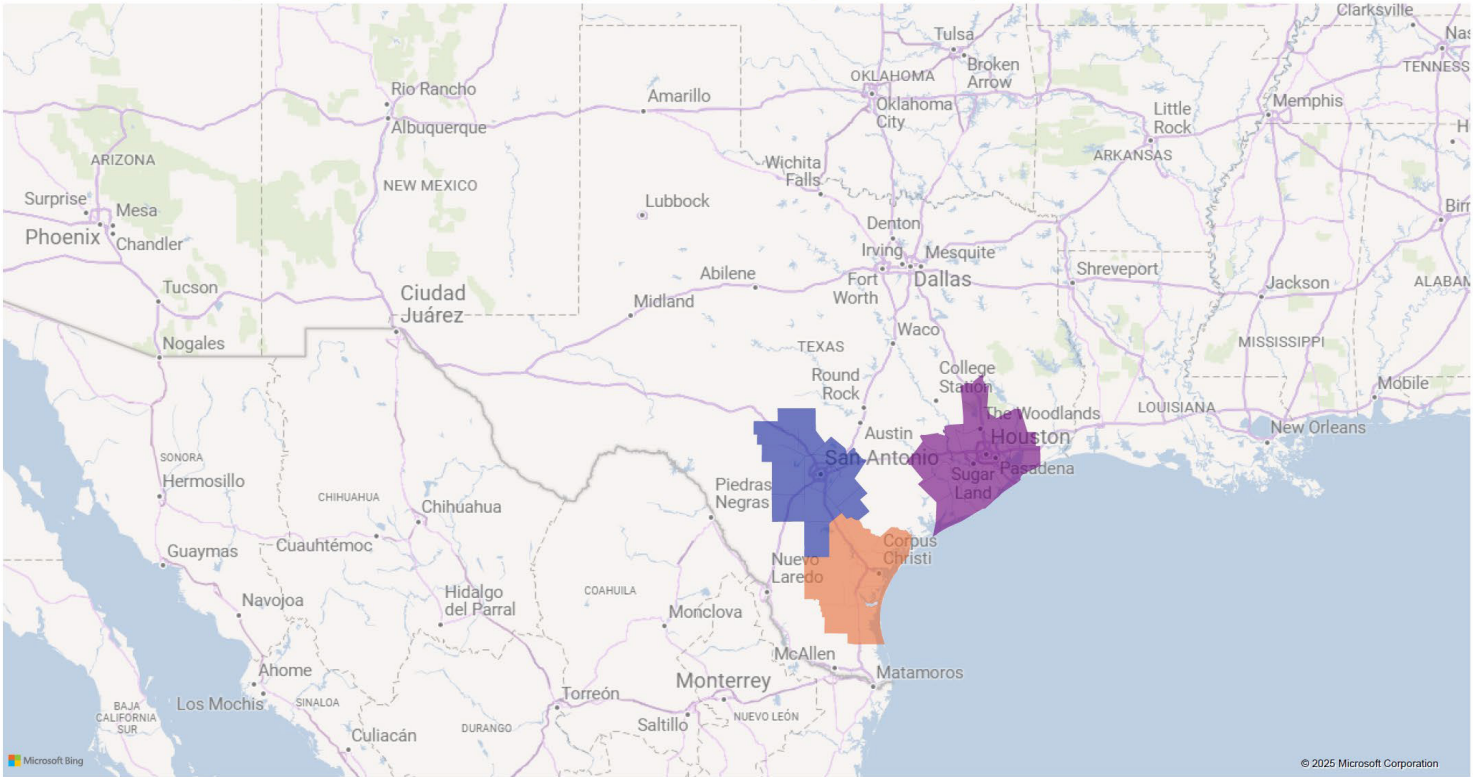 Clarksville
Tulsa
Nas
Broken
Arrow
TENNESS
OKLAHOMA
Rio Rancho
Amarillo
Oklahoma
City
Little
Rock
Memphis
Albuquerque
H
ARIZONA
Wichita
Falls
ARKANSAS
NEW MEXICO
Surprise
Mesa
Lubbock
Birr
Phoenix
Chandler
Denton
Irving
Mesquite
Abilene
Fort
Worth
Dallas
Shreveport
Tucson
Ciudad
Juárez
Midland
Jackson
ALABAM
Nogales
Waco
TEXAS
MISSISSIPPI
Round
Rock
College
Station
Mobile
The Woodlands
LOUISIANA
Austin
Houston
New Orleans
SONORA
San Antonio
Pasadena
Hermosillo
Piedras
Negras
Sugar
Land
CHIHUAHUA
Chihuahua
Guaymas
Cuauhtémoc
Corpus
Christi
Nuevo
Laredo
Navojoa
Hidalgo
del Parral
COAHUILA
Monclova
McAllen
Ahome
Monterrey
Matamoros
Los Mochis
SINALOA
Torreón
BAJA
CALIFORNIA
SUR
DURANGO
Saltillo
NUEVO LEÓN
Culiacán
Microsoft Bing
© 2025 Microsoft Corporation